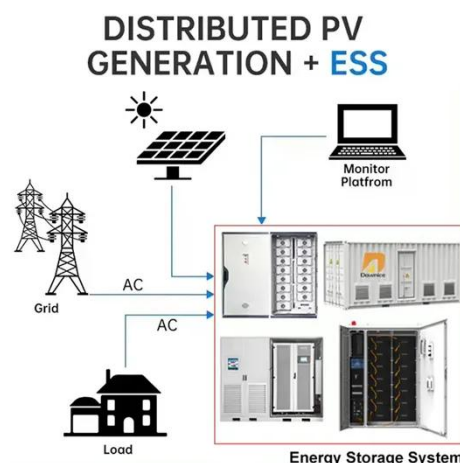 DISTRIBUTED PV
GENERATION + ESS
Monitor
Platfrom
Grid
AC
AC
Load
Energy Storage System